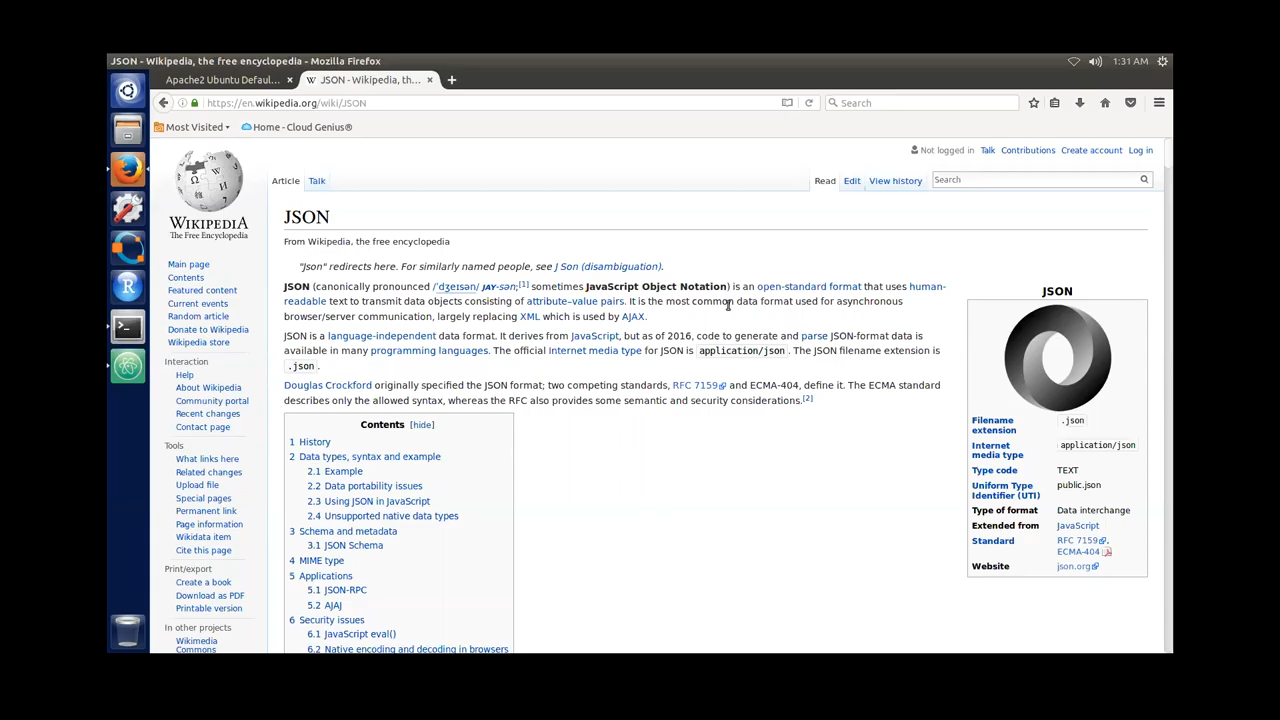 JSON - Wikipedia, the free encyclopedia - Mozilla Firefox
1:31 AM
Apache2 Ubuntu Defaul... ×
W JSON - Wikipedia, th... ×
https://en.wikipedia.org/wiki/JSON
Search
Most Visited
Home - Cloud Genius®
Not logged in Talk Contributions Create account Log in
Article Talk
Read Edit View history
Search
WIKIPEDIA
The Free Encyclopedia
Main page
Contents
Featured content
Current events
Random article
Donate to Wikipedia
Wikipedia store
Interaction
Help
About Wikipedia
Community portal
Recent changes
Contact page
Tools
What links here
Related changes
Upload file
Special pages
Permanent link
Page information
Wikidata item
Cite this page
Print/export
Create a book
Download as PDF
Printable version
In other projects
Wikimedia
Commons
JSON
From Wikipedia, the free encyclopedia
"Json" redirects here. For similarly named people, see J Son (disambiguation).
JSON (canonically pronounced /ˈdʒeɪsən/ JAY-sən;[1] sometimes JavaScript Object Notation) is an open-standard format that uses human-
readable text to transmit data objects consisting of attribute–value pairs. It is the most common data format used for asynchronous
browser/server communication, largely replacing XML which is used by AJAX.
JSON is a language-independent data format. It derives from JavaScript, but as of 2016, code to generate and parse JSON-format data is
available in many programming languages. The official Internet media type for JSON is application/json. The JSON filename extension is
.json.
Douglas Crockford originally specified the JSON format; two competing standards, RFC 7159 and ECMA-404, define it. The ECMA standard
describes only the allowed syntax, whereas the RFC also provides some semantic and security considerations.[2]
Contents [hide]
1 History
2 Data types, syntax and example
2.1 Example
2.2 Data portability issues
2.3 Using JSON in JavaScript
2.4 Unsupported native data types
3 Schema and metadata
3.1 JSON Schema
4 MIME type
5 Applications
5.1 JSON-RPC
5.2 AJAJ
6 Security issues
6.1 JavaScript eval()
6.2 Native encoding and decoding in browsers
JSON
Filename
extension
.json
Internet
media type
application/json
Type code TEXT
Uniform Type
Identifier (UTI)
public.json
Type of format Data interchange
Extended from JavaScript
Standard RFC 7159,
ECMA-404
Website json.org